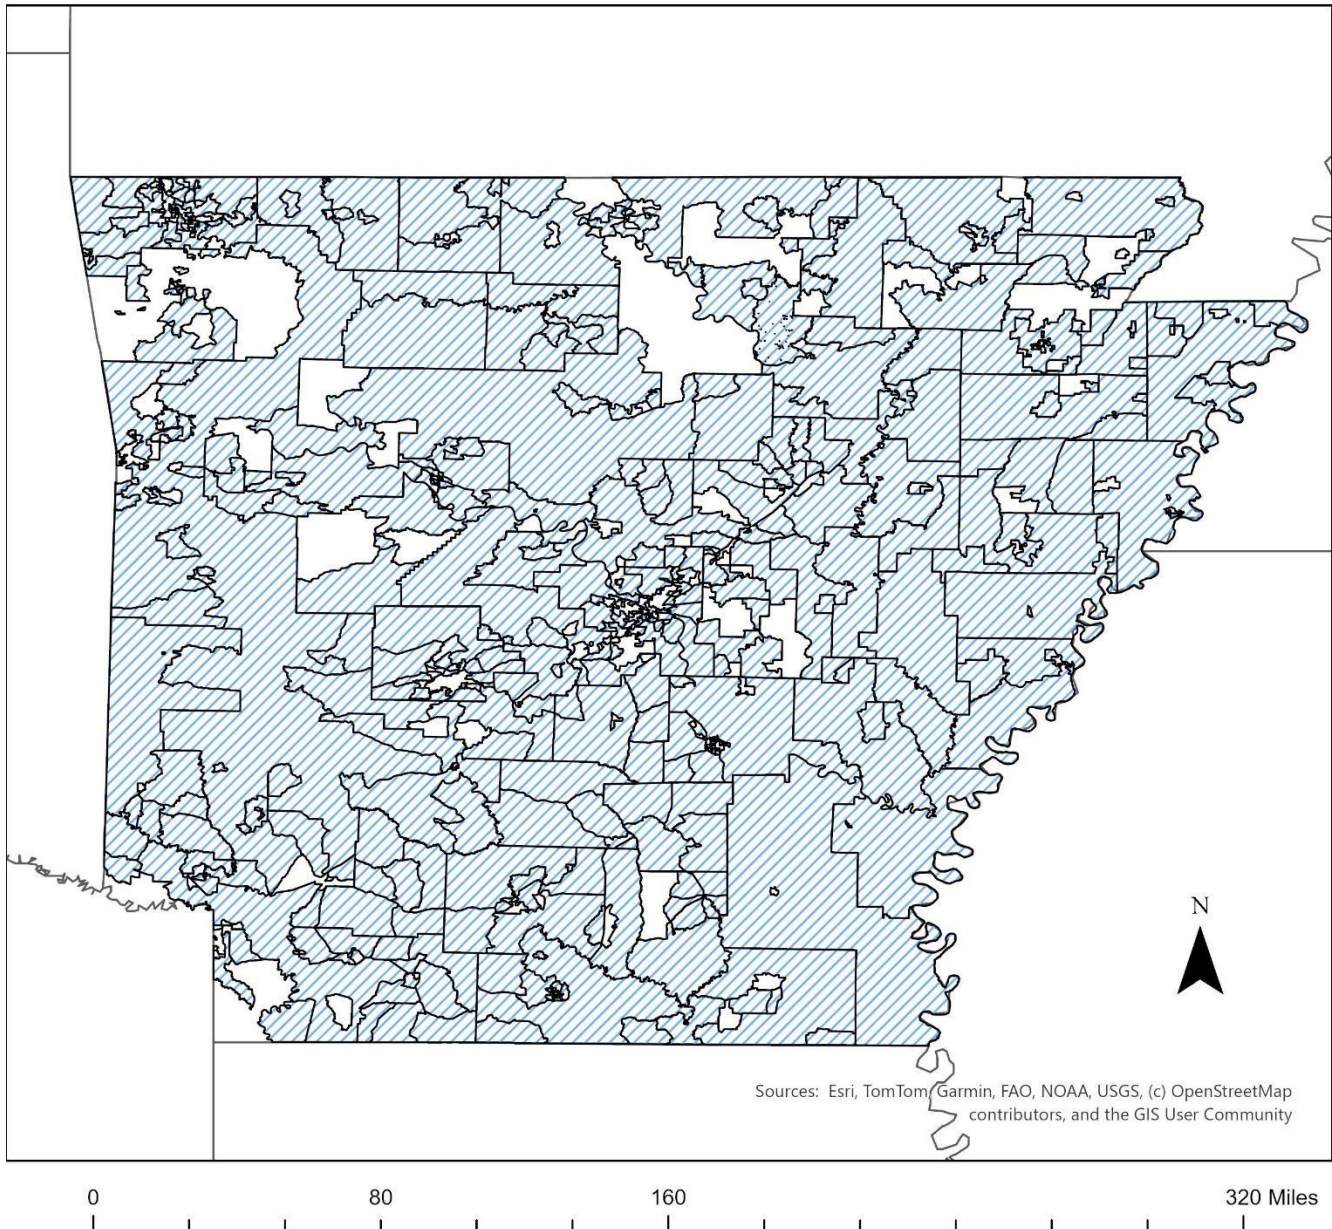 N
Sources: Esri, TomTom, Garmin, FAO, NOAA, USGS, (c) OpenStreetMap
contributors, and the GIS User Community
0 80 160 320 Miles